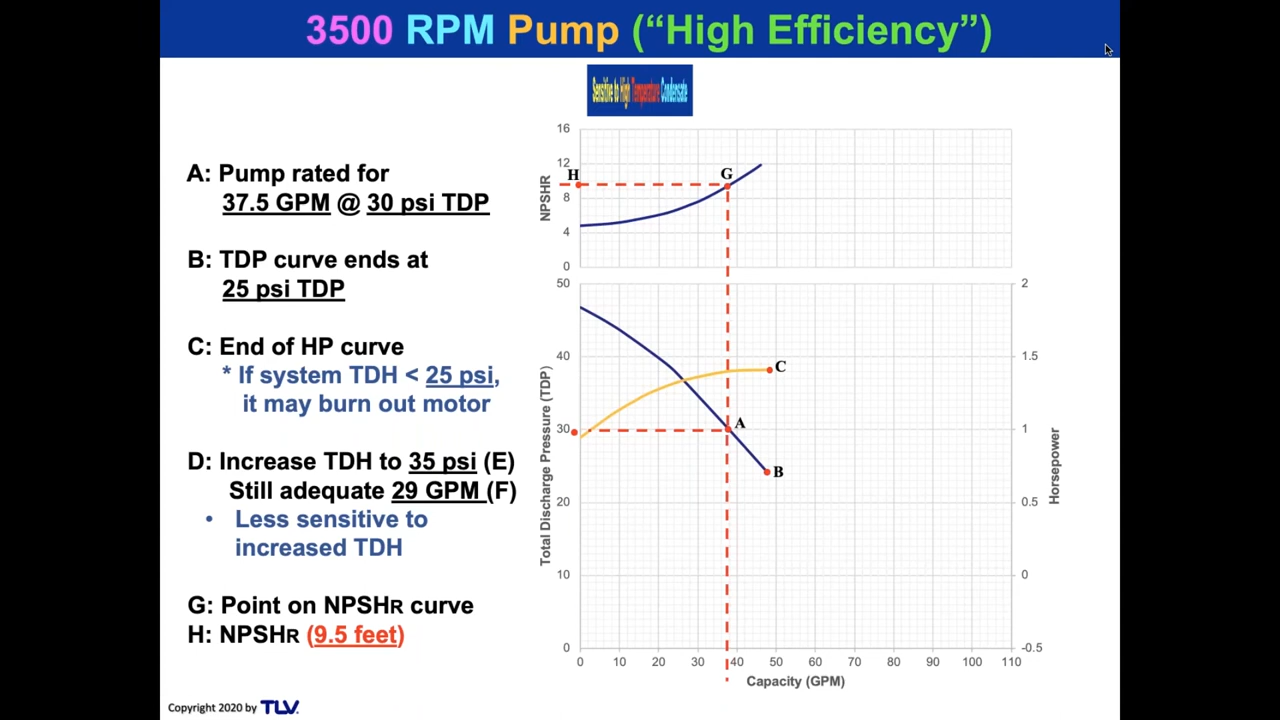 3500 RPM Pump (“High Efficiency”)
Sensitive to High Temperature Condensate
A: Pump rated for
37.5 GPM @ 30 psi TDP
B: TDP curve ends at
25 psi TDP
C: End of HP curve
* If system TDH < 25 psi,
it may burn out motor
D: Increase TDH to 35 psi (E)
Still adequate 29 GPM (F)
• Less sensitive to
increased TDH
G: Point on NPSHR curve
H: NPSHR (9.5 feet)
Copyright 2020 by TLV.
NPSHR
16
12
8
4
0
H
G
Total Discharge Pressure (TDP)
50
40
30
20
10
0
A
B
C
2
1.5
1
0.5
0
-0.5
Horsepower
0 10 20 30 40 50 60 70 80 90 100 110
Capacity (GPM)